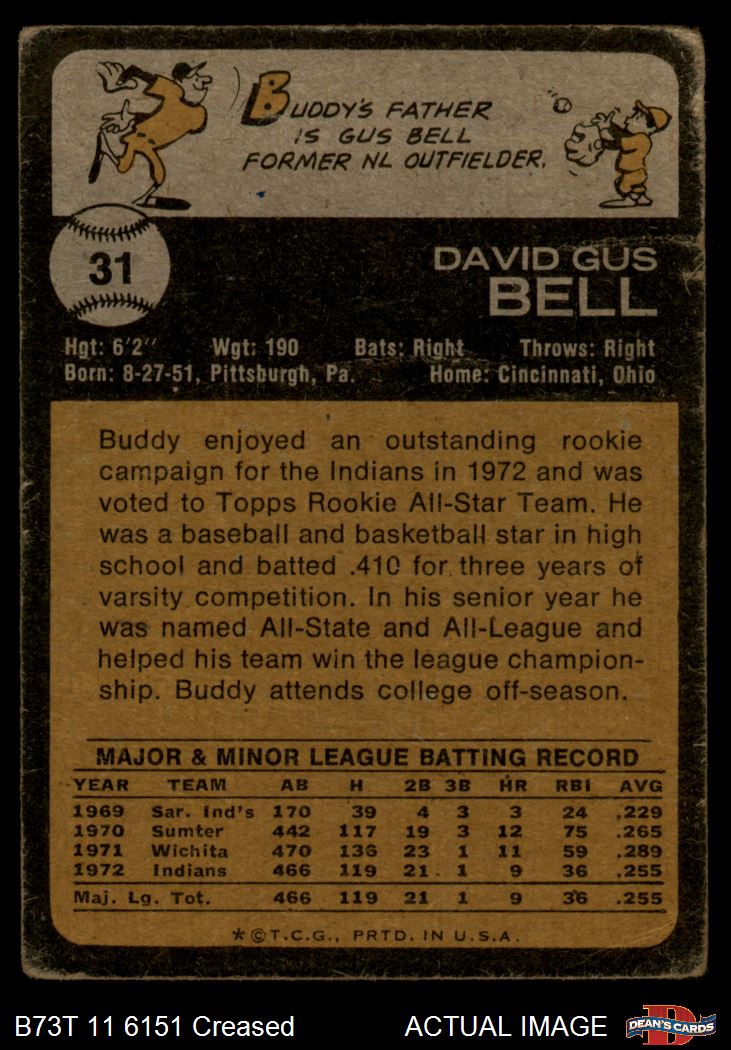 BUDDY'S FATHER
IS GUS BELL
FORMER NL OUTFIELDER.
31
DAVID GUS
BELL
Hgt: 6'2" Wgt: 190 Bats: Right Throws: Right
Born: 8-27-51, Pittsburgh, Pa. Home: Cincinnati, Ohio
Buddy enjoyed an outstanding rookie
campaign for the Indians in 1972 and was
voted to Topps Rookie All-Star Team. He
was a baseball and basketball star in high
school and batted .410 for three years of
varsity competition. In his senior year he
was named All-State and All-League and
helped his team win the league champion-
ship. Buddy attends college off-season.
MAJOR & MINOR LEAGUE BATTING RECORD
YEAR TEAM AB H 2B 3B HR RBI AVG
1969 Sar. Ind's 170 39 4 3 3 24 .229
1970 Sumter 442 117 19 3 12 75 .265
1971 Wichita 470 136 23 1 11 59 .289
1972 Indians 466 119 21 1 9 36 .255
Maj. Lg. Tot. 466 119 21 1 9 36 .255
*©T.C.G., PRTD. IN U.S.A.
B73T 11 6151 Creased ACTUAL IMAGE
D
DEAN'S CARDS